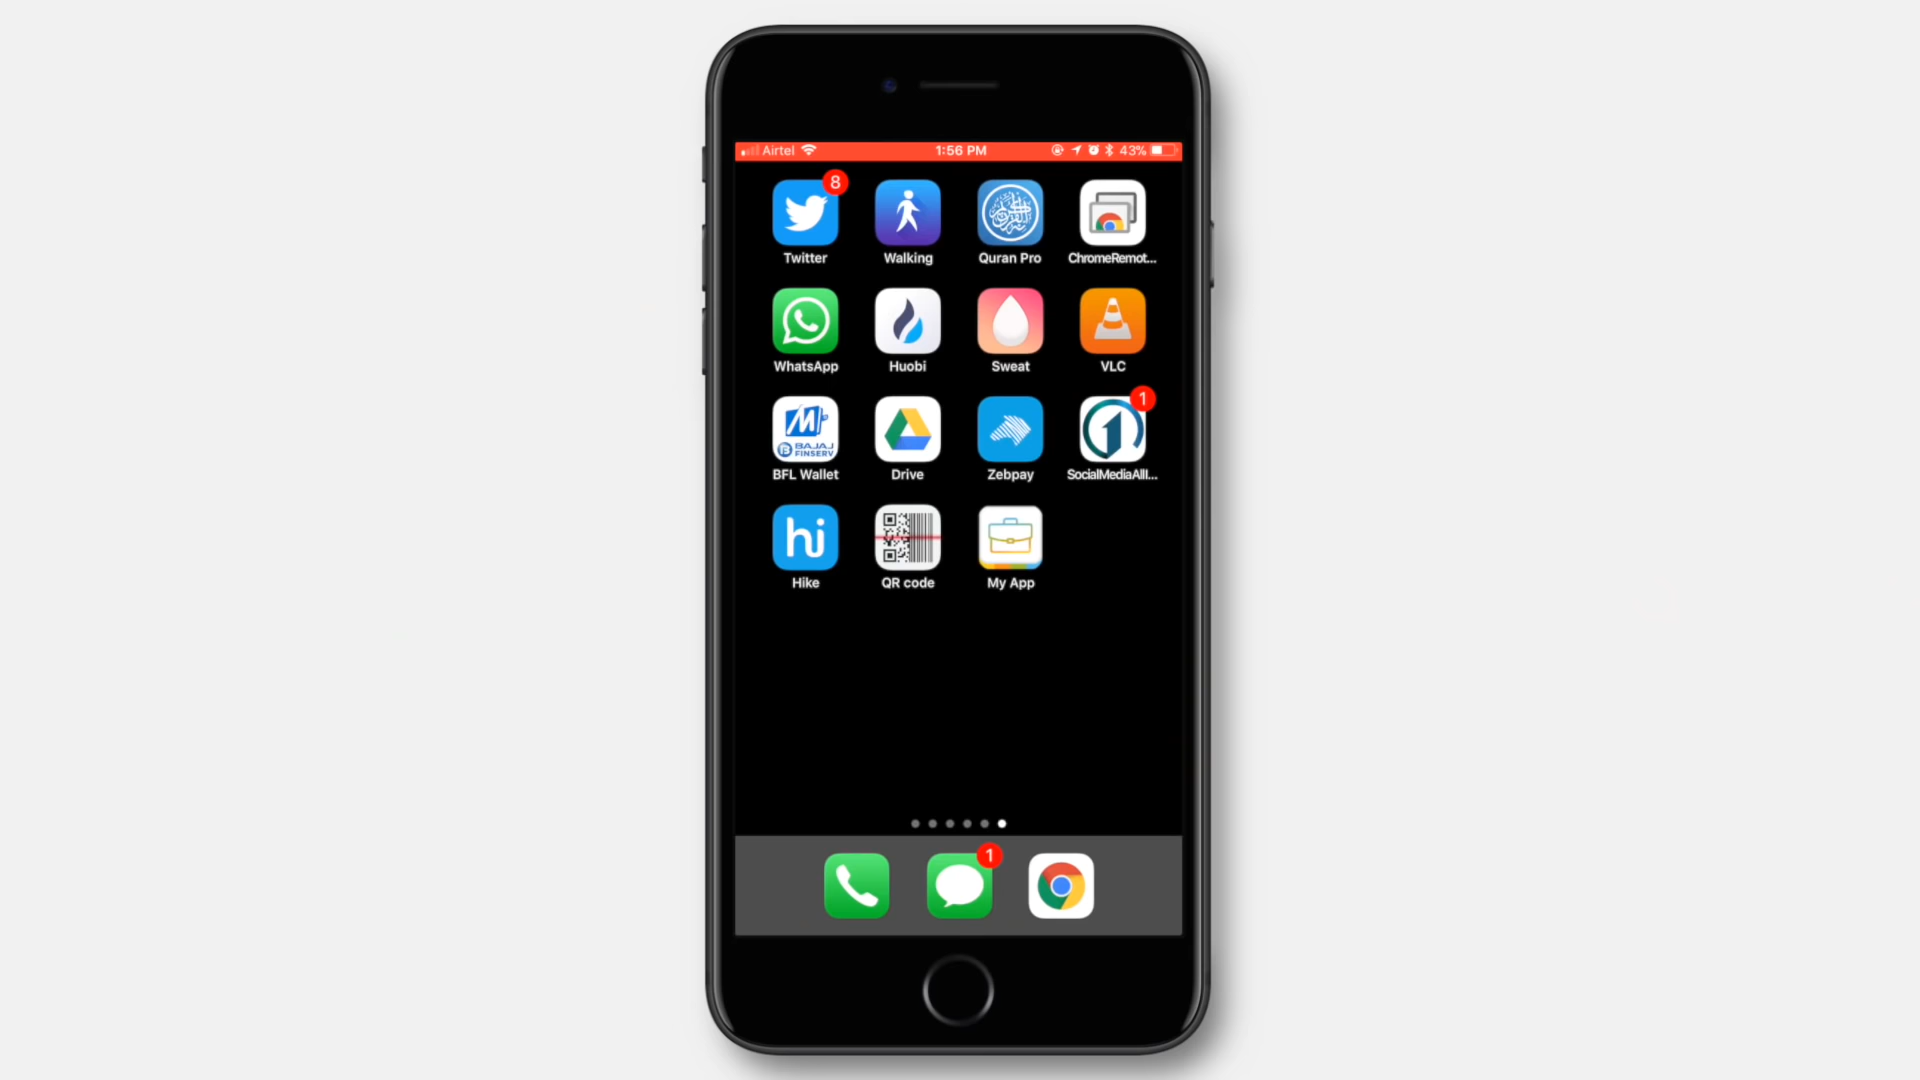 Airtel 1:56 PM 43%
8
Twitter Walking Quran Pro ChromeRemot...
WhatsApp Huobi Sweat VLC
1
M
BAJAJ
FINSERV
BFL Wallet Drive Zebpay SocialMediaAllI...
hi
Hike QR code My App
1